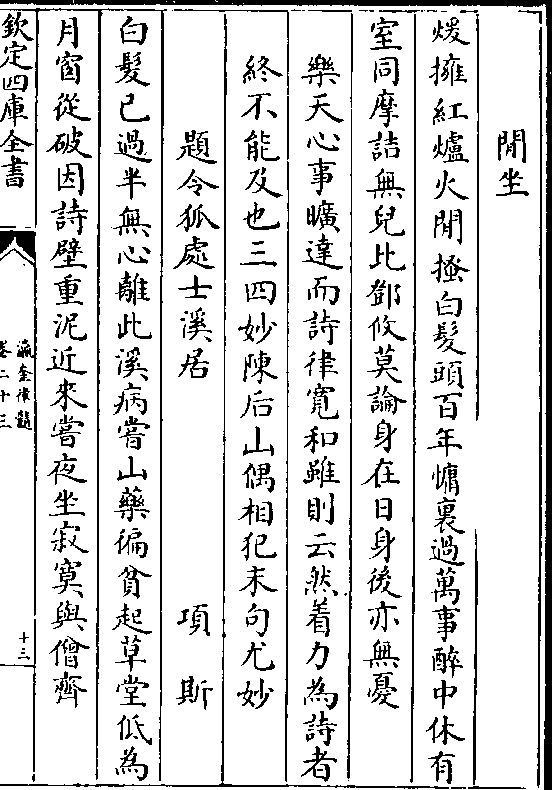 閒坐
煖擁紅爐火閒搔白髮頭百年慵裏過萬事醉中休有
室同摩詰無兒比鄧攸莫論身在日身後亦無憂
樂天心事曠達而詩律寬和雖則云然着力為詩者
終不能及也三四妙陳后山偶相犯末句尤妙
題令狐處士溪居 項斯
白髮已過半無心離此溪病嘗山藥徧貧起草堂低為
月窗從破因詩壁重泥近來嘗夜坐寂寞與僧齊
欽定四庫全書
瀛奎律髓
卷二十三
十三